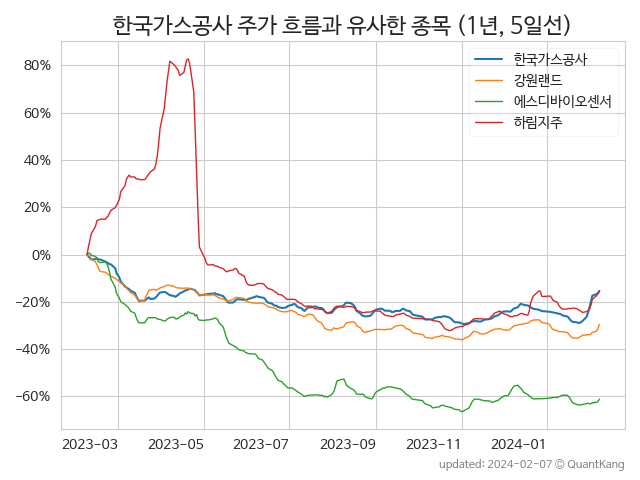 한국가스공사 주가 흐름과 유사한 종목 (1년, 5일선)
한국가스공사
강원랜드
에스디바이오센서
하림지주
80%
60%
40%
20%
0%
−20%
−40%
−60%
2023-03 2023-05 2023-07 2023-09 2023-11 2024-01
updated: 2024-02-07 © QuantKang